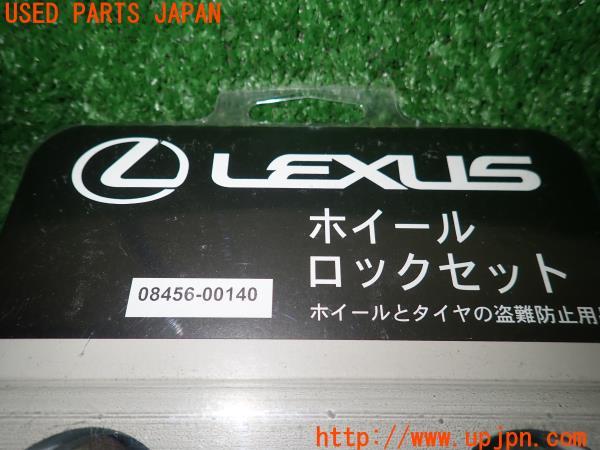 USED PARTS JAPAN
LEXUS
ホイール
ロックセット
08456-00140
ホイールとタイヤの盗難防止用
http://www.upjpn.com